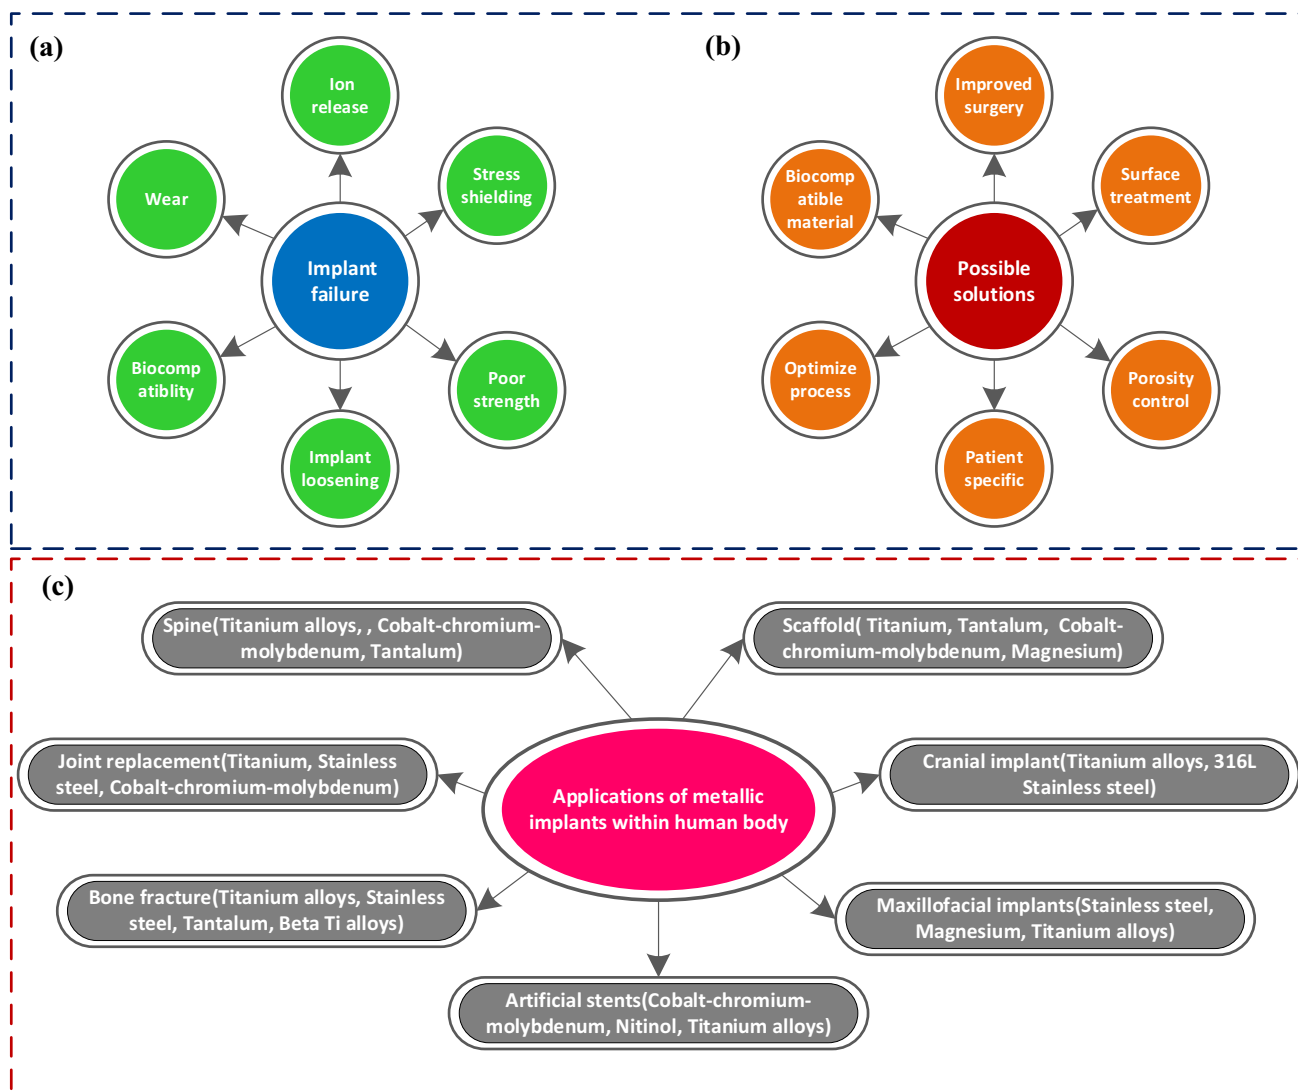 (a)
Ion
release
Stress
shielding
Wear
Implant
failure
Biocomp
atiblity
Poor
strength
Implant
loosening
(b)
Improved
surgery
Surface
treatment
Biocomp
atible
material
Possible
solutions
Optimize
process
Porosity
control
Patient
specific
(c)
Spine(Titanium alloys, , Cobalt-chromium-
molybdenum, Tantalum)
Scaffold( Titanium, Tantalum, Cobalt-
chromium-molybdenum, Magnesium)
Joint replacement(Titanium, Stainless
steel, Cobalt-chromium-molybdenum)
Cranial implant(Titanium alloys, 316L
Stainless steel)
Applications of metallic
implants within human body
Bone fracture(Titanium alloys, Stainless
steel, Tantalum, Beta Ti alloys)
Maxillofacial implants(Stainless steel,
Magnesium, Titanium alloys)
Artificial stents(Cobalt-chromium-
molybdenum, Nitinol, Titanium alloys)